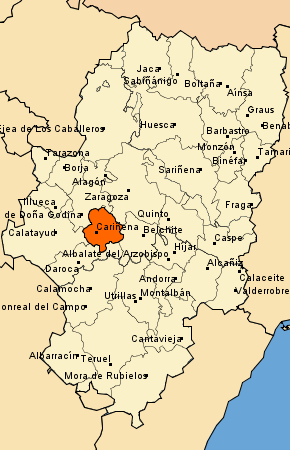 Jaca
Sabiñánigo
Boltaña
Ainsa
Graus
Huesca
Benab
Ejea de Los Caballeros
Barbastro
Monzón
Tamari
Tarazona
Binéfar
Borja
Sariñena
Alagón
Zaragoza
Illueca
Fraga
de Doña Godina
Quinto
Calatayud
Cariñena
Belchite
Caspe
Hijar
Albalate del Arzobispo
Daroca
Alcañiz
Andorra
Calaceite
Calamocha
Valderrobre
Utrillas
Montalbán
onreal del Campo
Cantavieja
Albarracín
Teruel
Mora de Rubielos